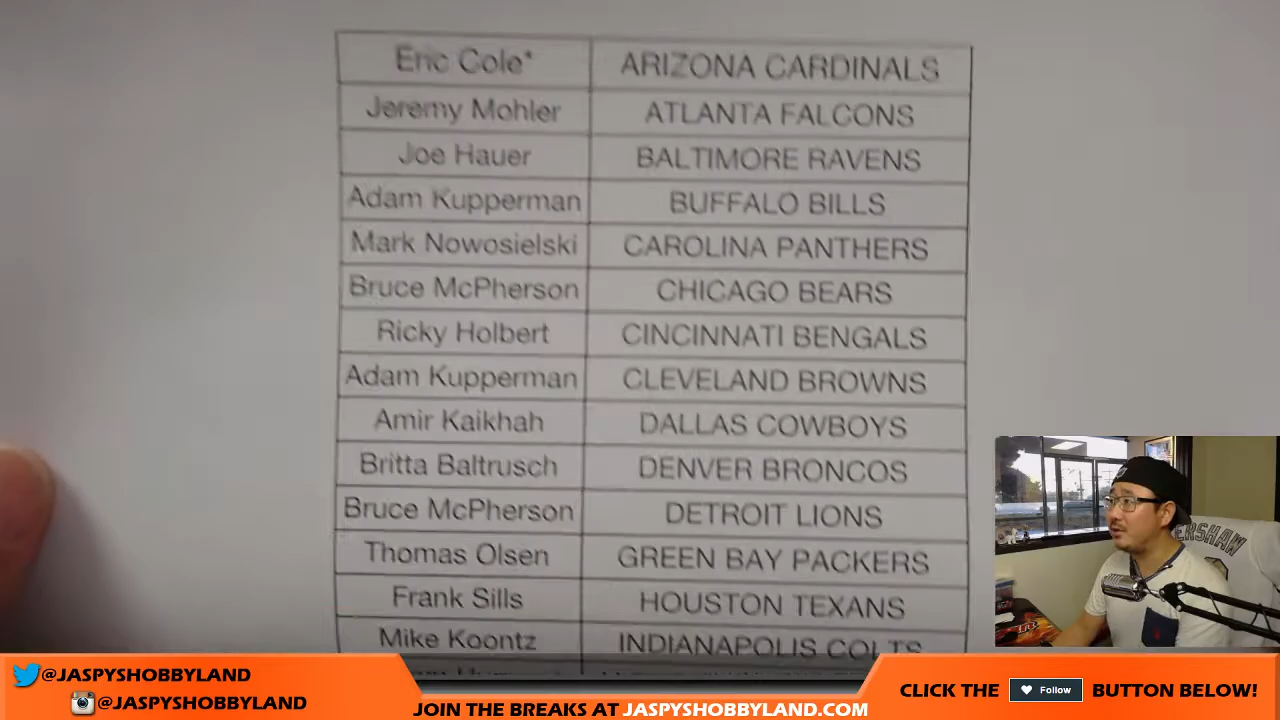 Eric Cole* ARIZONA CARDINALS
Jeremy Mohler ATLANTA FALCONS
Joe Hauer BALTIMORE RAVENS
Adam Kupperman BUFFALO BILLS
Mark Nowosielski CAROLINA PANTHERS
Bruce McPherson CHICAGO BEARS
Ricky Holbert CINCINNATI BENGALS
Adam Kupperman CLEVELAND BROWNS
Amir Kaikhah DALLAS COWBOYS
Britta Baltrusch DENVER BRONCOS
Bruce McPherson DETROIT LIONS
Thomas Olsen GREEN BAY PACKERS
Frank Sills HOUSTON TEXANS
Mike Koontz INDIANAPOLIS COLTS
ERSHAW
@JASPYSHOBBYLAND
@JASPYSHOBBYLAND
JOIN THE BREAKS AT JASPYSHOBBYLAND.COM
CLICK THE Follow BUTTON BELOW!